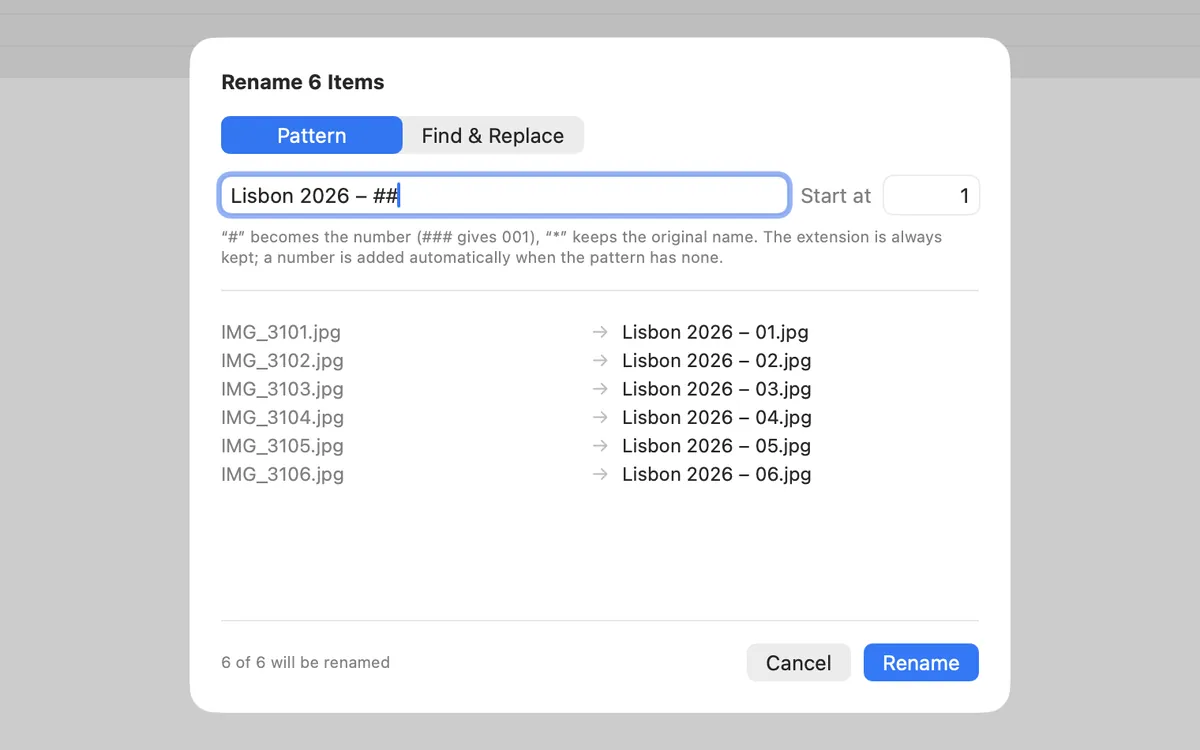 Rename 6 Items
Pattern Find & Replace
Lisbon 2026 – ## Start at 1
“#” becomes the number (### gives 001), “*” keeps the original name. The extension is always
kept; a number is added automatically when the pattern has none.
IMG_3101.jpg → Lisbon 2026 – 01.jpg
IMG_3102.jpg → Lisbon 2026 – 02.jpg
IMG_3103.jpg → Lisbon 2026 – 03.jpg
IMG_3104.jpg → Lisbon 2026 – 04.jpg
IMG_3105.jpg → Lisbon 2026 – 05.jpg
IMG_3106.jpg → Lisbon 2026 – 06.jpg
6 of 6 will be renamed Cancel Rename